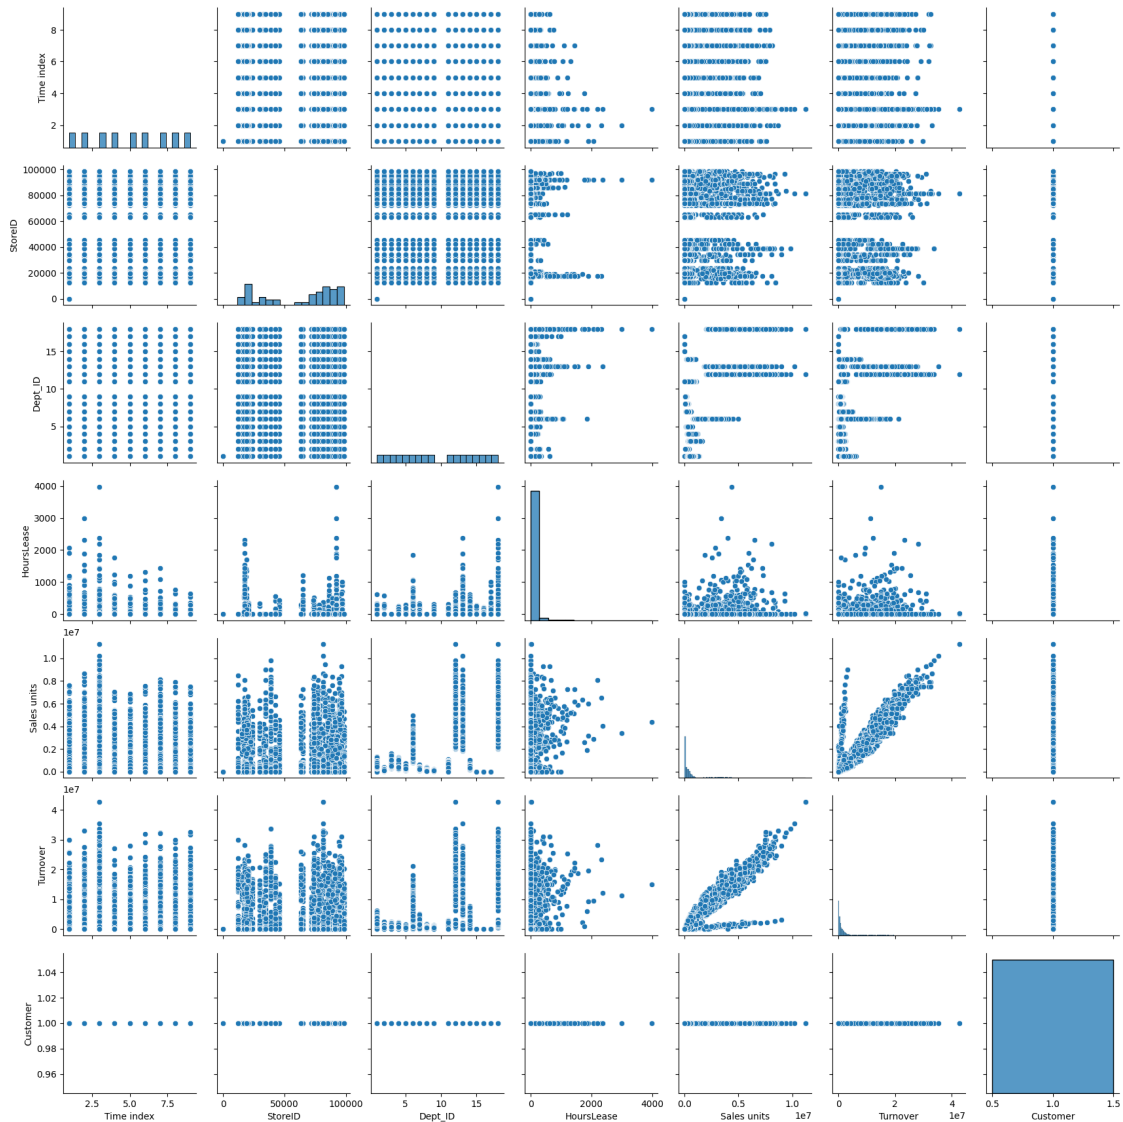 8
6
4
2
Time index
100000
80000
60000
40000
20000
0
StoreID
15
10
5
Dept_ID
4000
3000
2000
1000
0
HoursLease
1e7
1.0
0.8
0.6
0.4
0.2
0.0
Sales units
1e7
4
3
2
1
0
Turnover
1.04
1.02
1.00
0.98
0.96
Customer
2.5 5.0 7.5
Time index
0 50000 100000
StoreID
5 10 15
Dept_ID
0 2000 4000
HoursLease
0.0 0.5 1.0
Sales units 1e7
0 2 4
Turnover 1e7
0.5 1.0 1.5
Customer